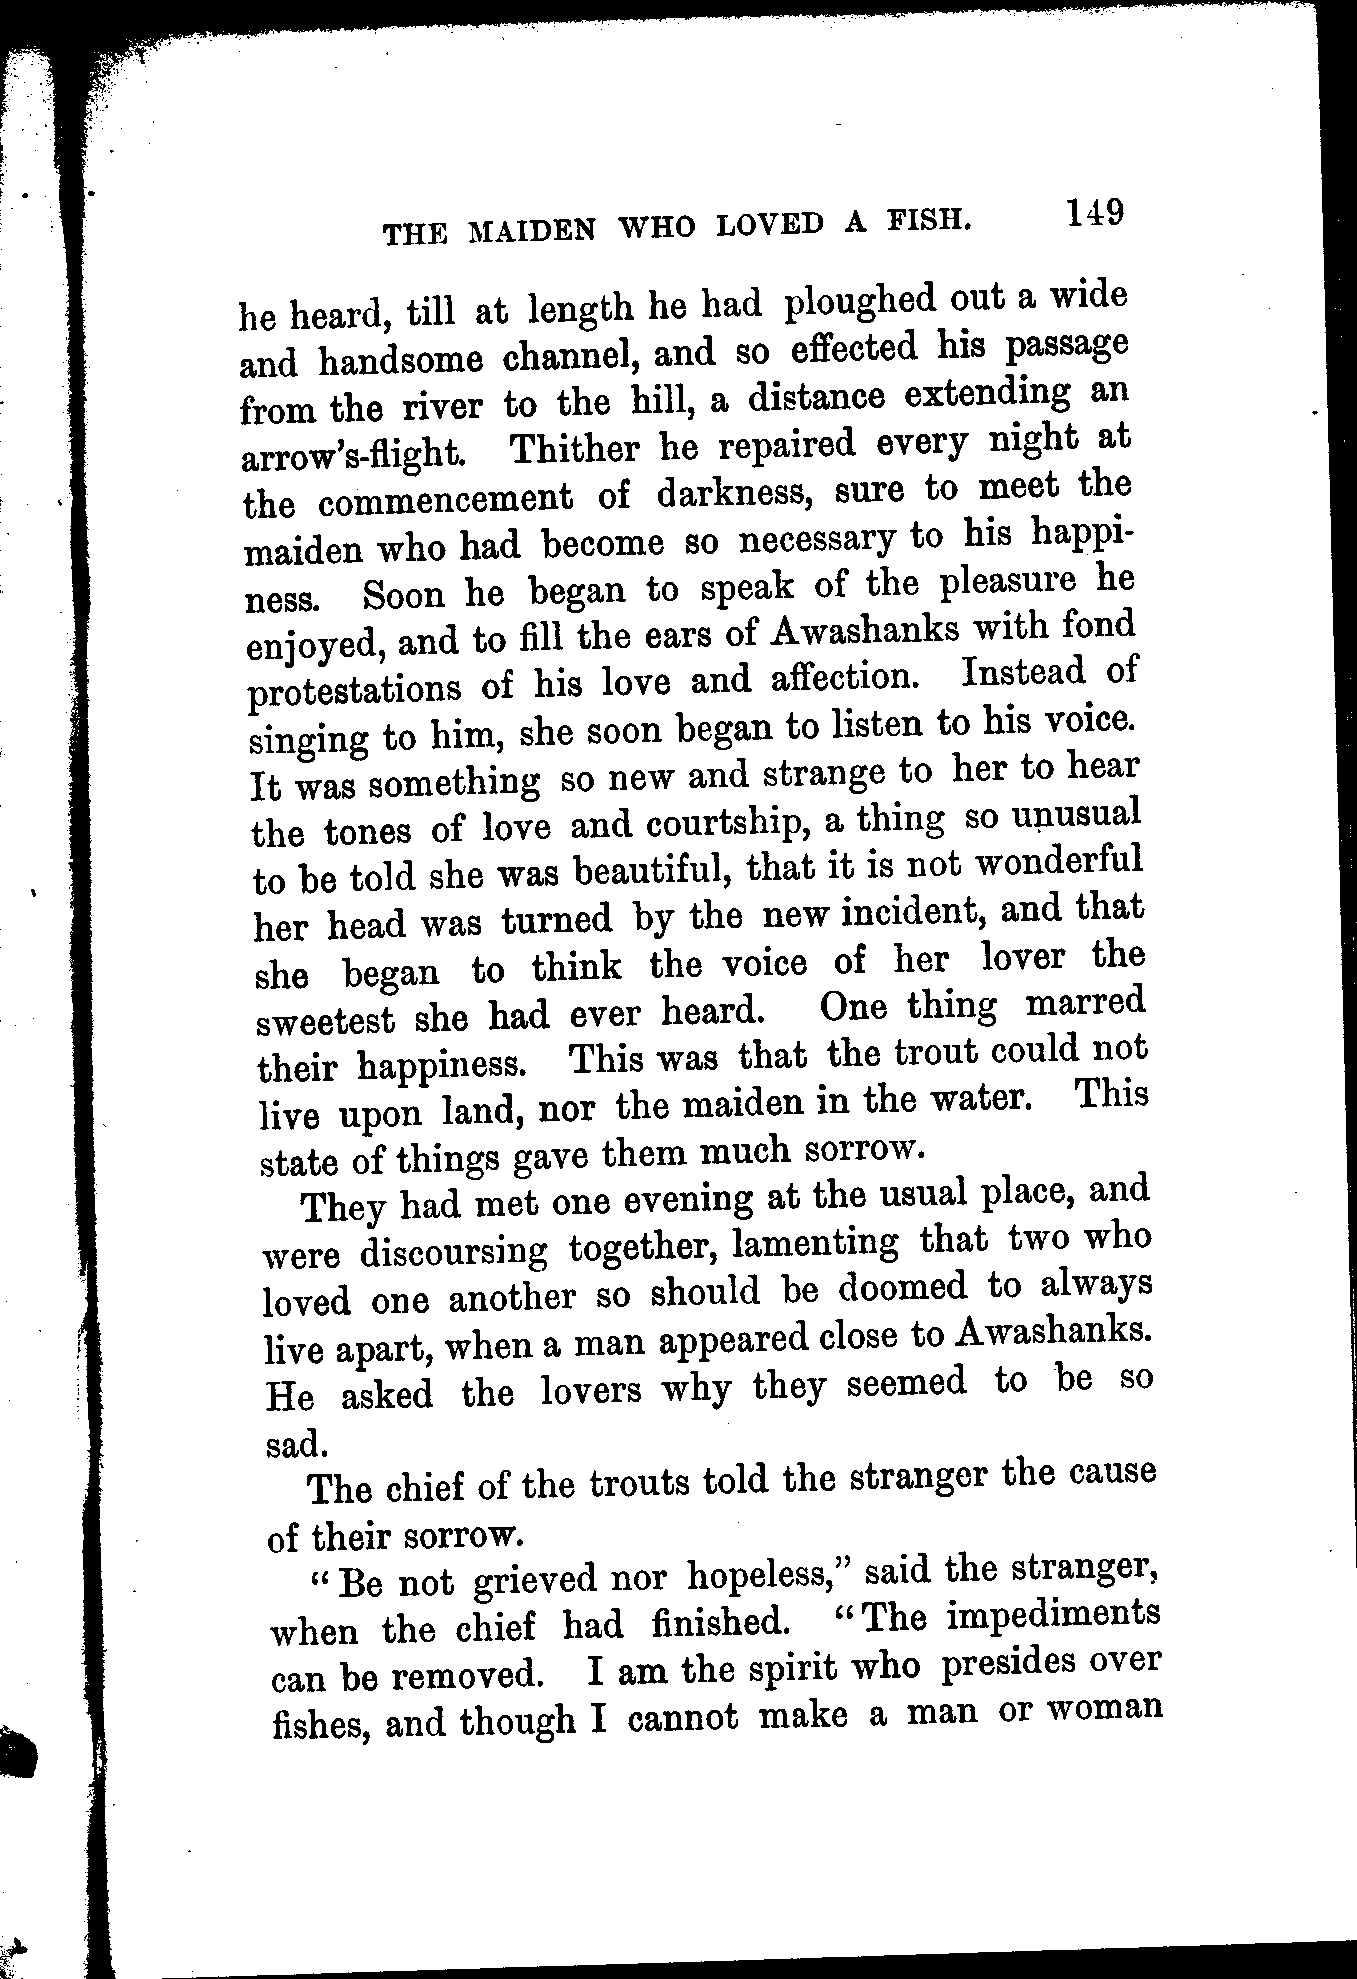 THE MAIDEN WHO LOVED A FISH. 149
he heard, till at length he had ploughed out a wide
and handsome channel, and so effected his passage
from the river to the hill, a distance extending an
arrow's-flight. Thither he repaired every night at
the commencement of darkness, sure to meet the
maiden who had become so necessary to his happi-
ness. Soon he began to speak of the pleasure he
enjoyed, and to fill the ears of Awashanks with fond
protestations of his love and affection. Instead of
singing to him, she soon began to listen to his voice.
It was something so new and strange to her to hear
the tones of love and courtship, a thing so unusual
to be told she was beautiful, that it is not wonderful
her head was turned by the new incident, and that
she began to think the voice of her lover the
sweetest she had ever heard. One thing marred
their happiness. This was that the trout could not
live upon land, nor the maiden in the water. This
state of things gave them much sorrow.
They had met one evening at the usual place, and
were discoursing together, lamenting that two who
loved one another so should be doomed to always
live apart, when a man appeared close to Awashanks.
He asked the lovers why they seemed to be so
sad.
The chief of the trouts told the stranger the cause
of their sorrow.
"Be not grieved nor hopeless," said the stranger,
when the chief had finished. "The impediments
can be removed. I am the spirit who presides over
fishes, and though I cannot make a man or woman